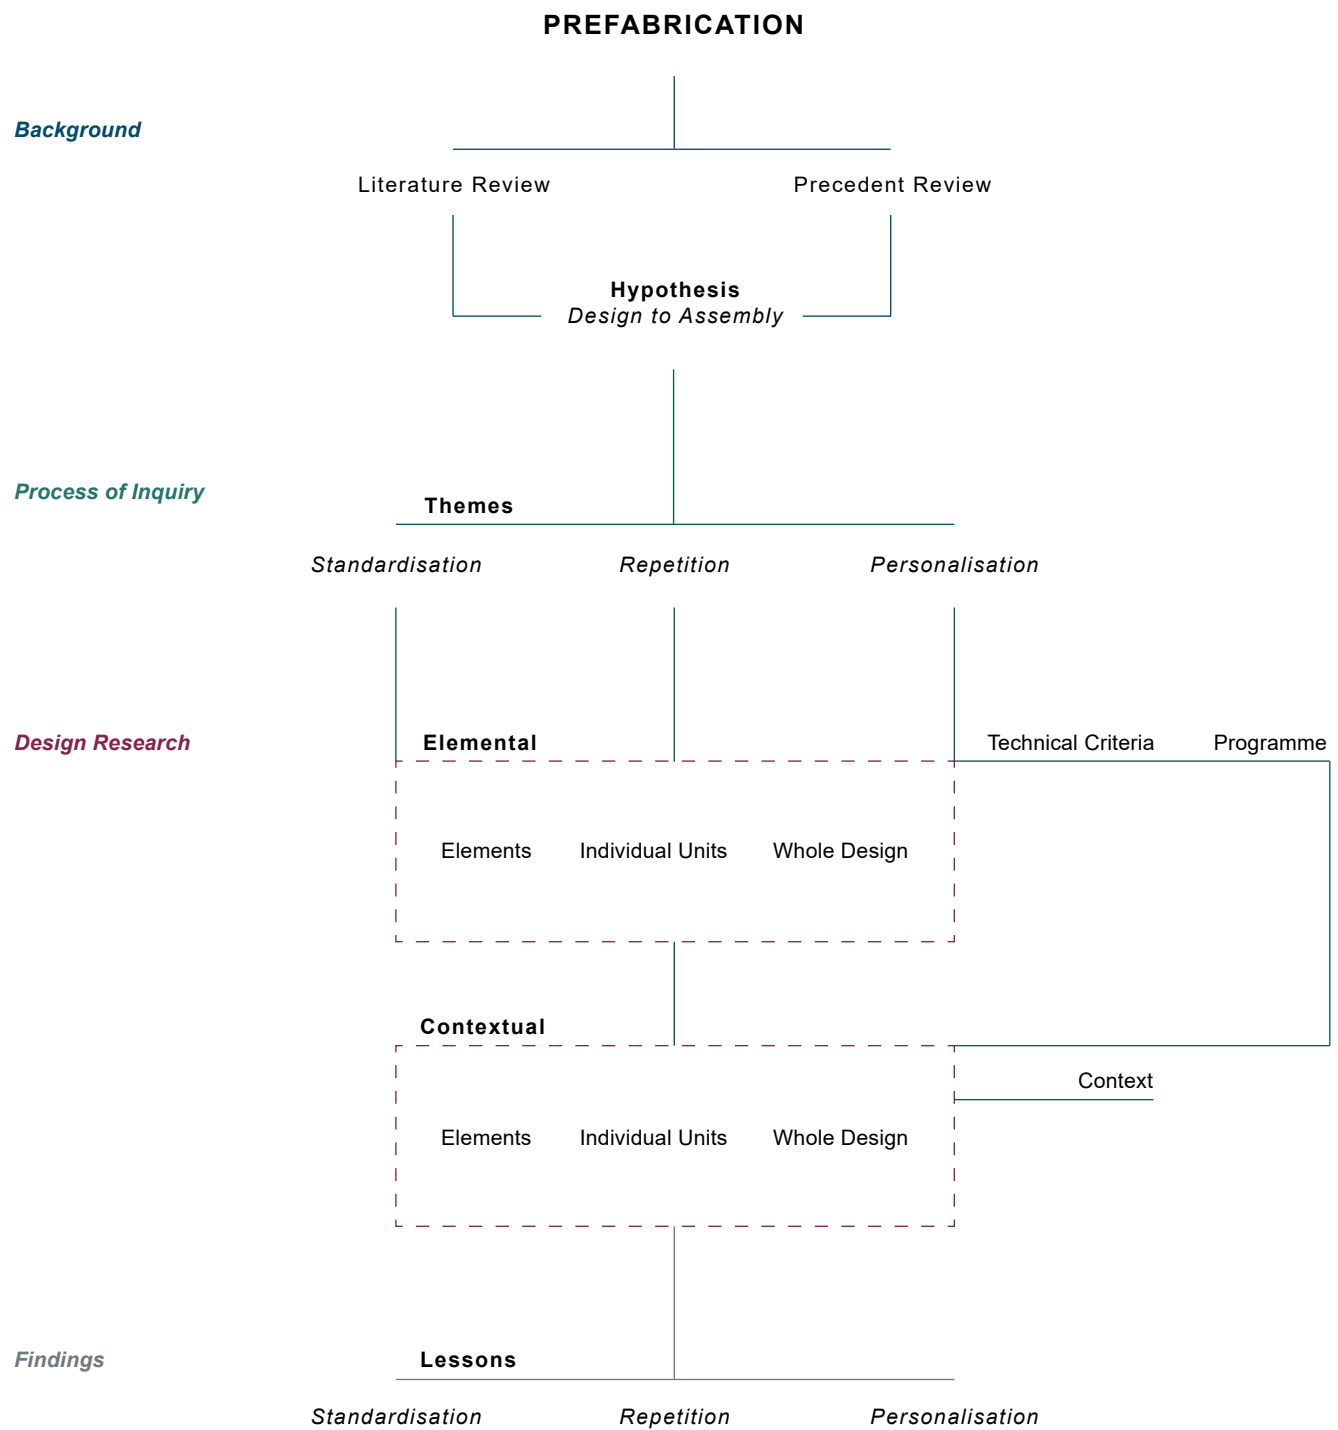 PREFABRICATION
Background
Literature Review
Precedent Review
Hypothesis
Design to Assembly
Process of Inquiry
Themes
Standardisation
Repetition
Personalisation
Design Research
Elemental
Technical Criteria
Programme
Elements
Individual Units
Whole Design
Contextual
Context
Elements
Individual Units
Whole Design
Findings
Lessons
Standardisation
Repetition
Personalisation